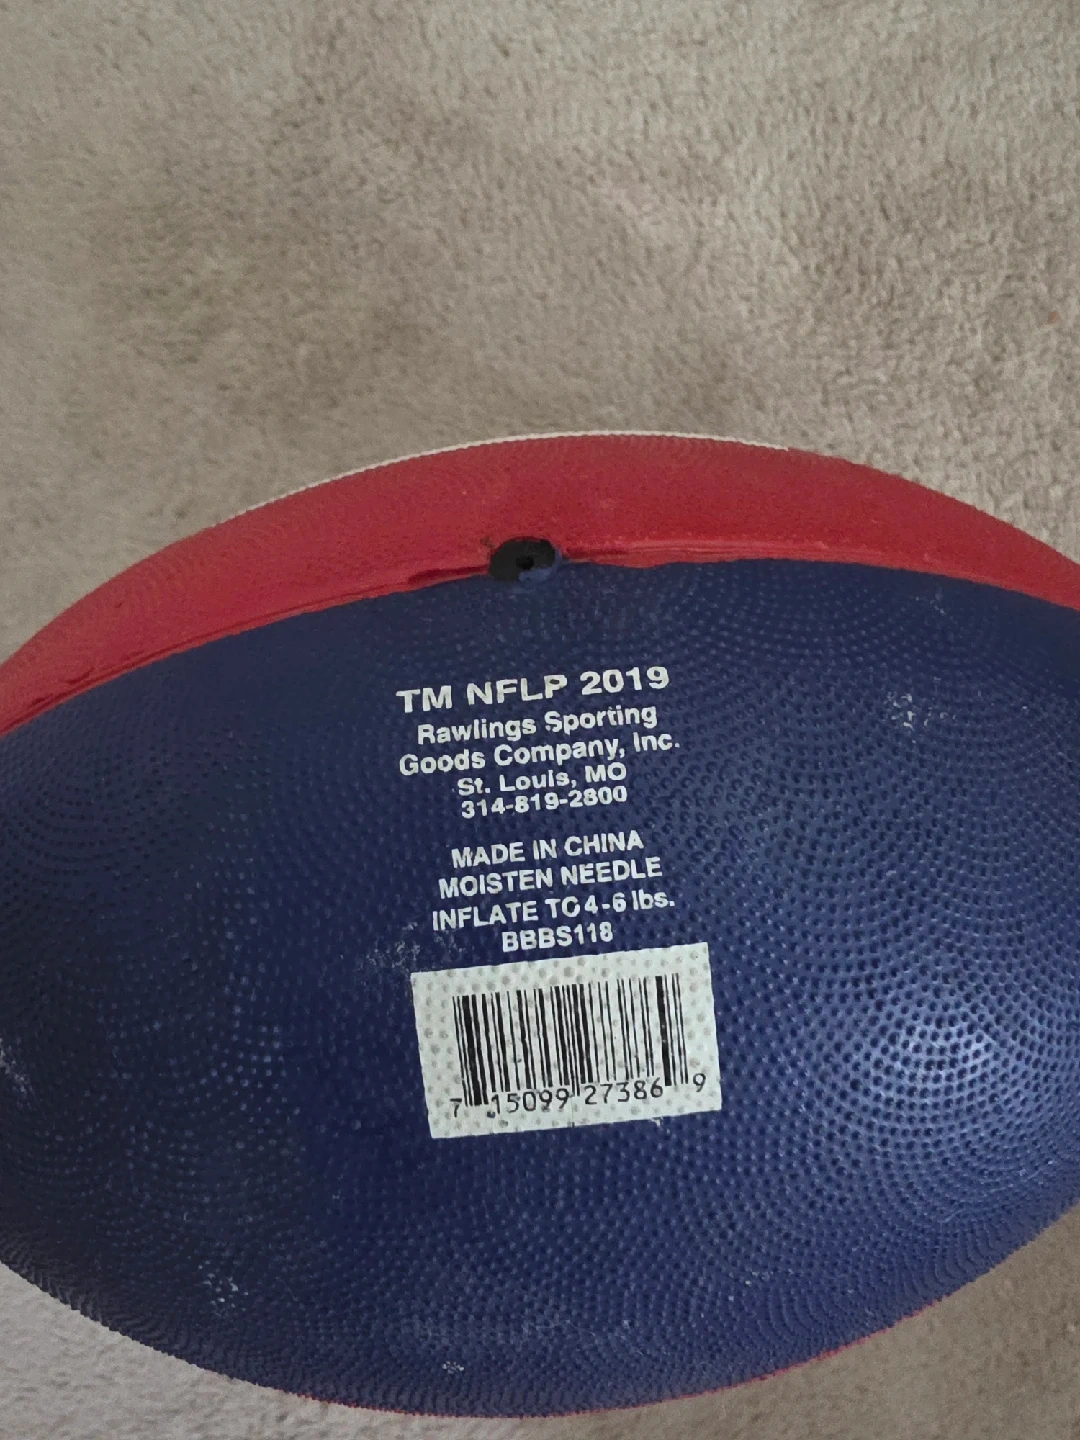 TM NFLP 2019
Rawlings Sporting
Goods Company, Inc.
St. Louis, MO
314-819-2800
MADE IN CHINA
MOISTEN NEEDLE
INFLATE TO 4-6 lbs.
BBBS118
7 15099 27386 9